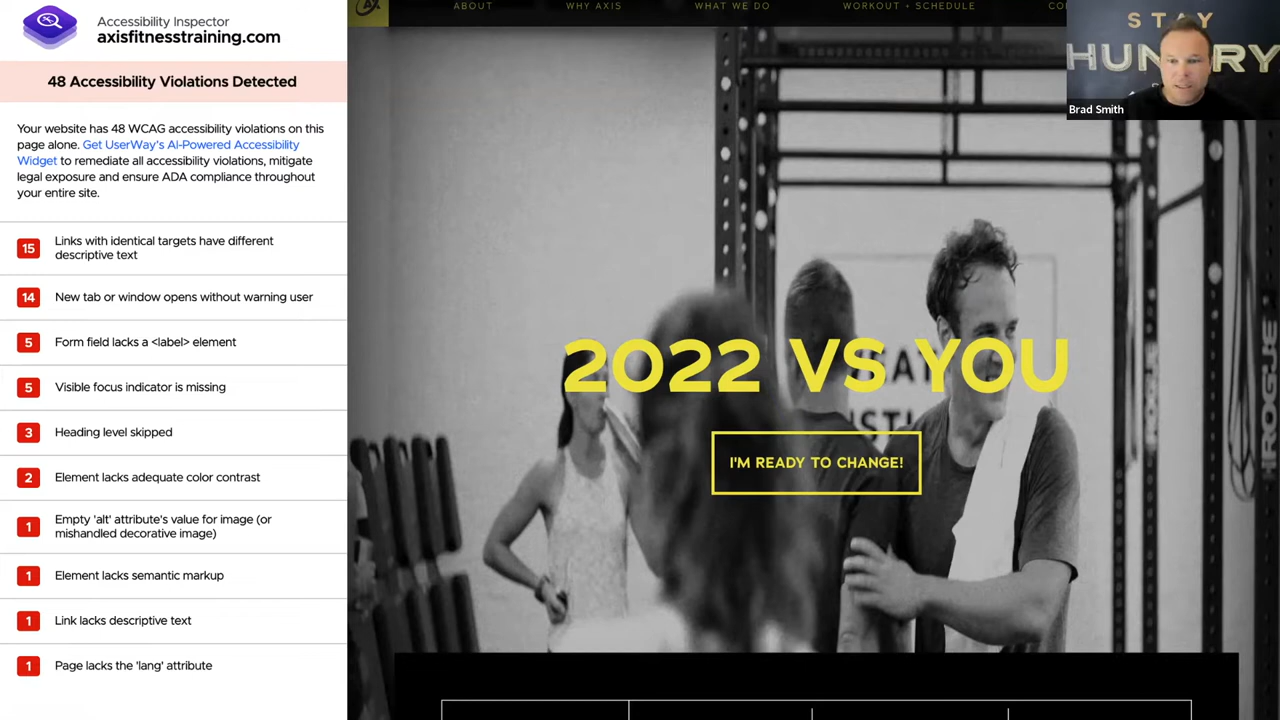 Accessibility Inspector
axisfitnesstraining.com
48 Accessibility Violations Detected
Your website has 48 WCAG accessibility violations on this
page alone. Get UserWay's AI-Powered Accessibility
Widget to remediate all accessibility violations, mitigate
legal exposure and ensure ADA compliance throughout
your entire site.
15 Links with identical targets have different
descriptive text
14 New tab or window opens without warning user
5 Form field lacks a <label> element
5 Visible focus indicator is missing
3 Heading level skipped
2 Element lacks adequate color contrast
1 Empty 'alt' attribute's value for image (or
mishandled decorative image)
1 Element lacks semantic markup
1 Link lacks descriptive text
1 Page lacks the 'lang' attribute
ABOUT WHY AXIS WHAT WE DO WORKOUT + SCHEDULE
STAY
HUNGRY
Brad Smith
2022 VS YOU
I'M READY TO CHANGE!
ROGUE
ROGUE